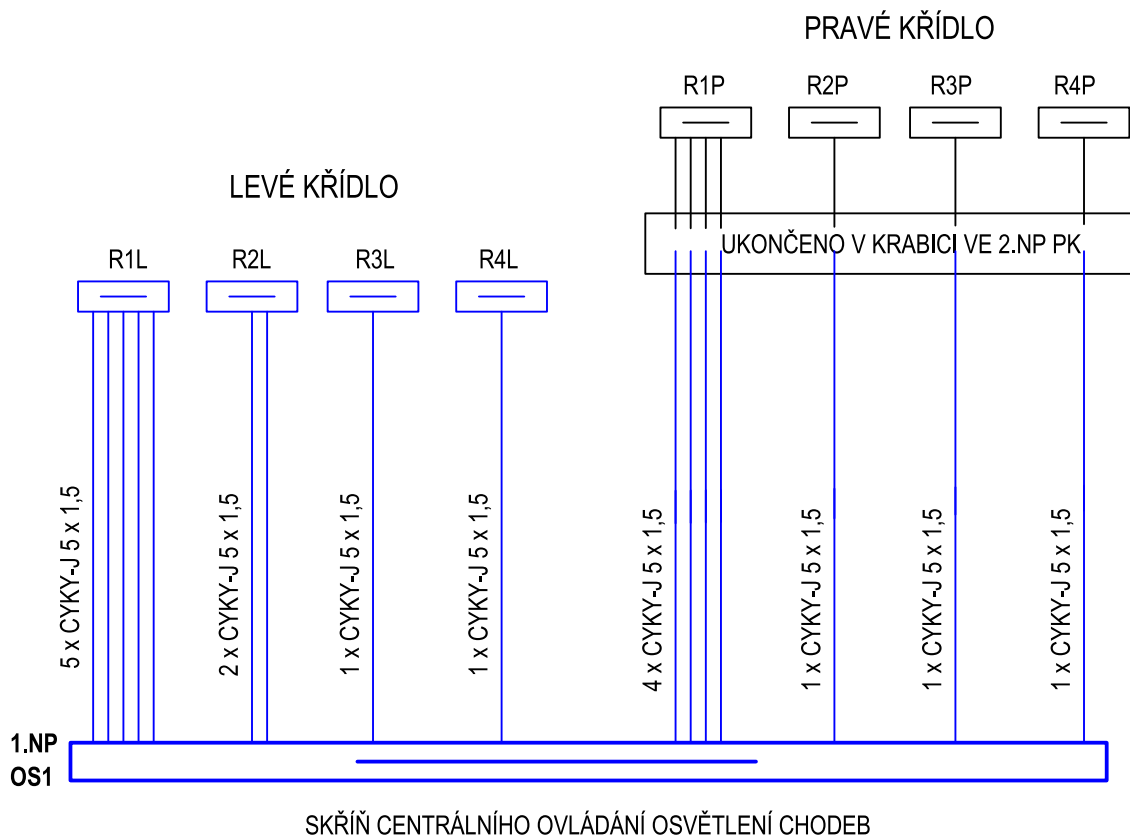 PRAVÉ KŘÍDLO
R1P
R2P
R3P
R4P
LEVÉ KŘÍDLO
UKONČENO V KRABICI VE 2.NP PK
R1L
R2L
R3L
R4L
5 x CYKY-J 5 x 1,5
2 x CYKY-J 5 x 1,5
1 x CYKY-J 5 x 1,5
1 x CYKY-J 5 x 1,5
4 x CYKY-J 5 x 1,5
1 x CYKY-J 5 x 1,5
1 x CYKY-J 5 x 1,5
1 x CYKY-J 5 x 1,5
1.NP
OS1
SKŘÍŇ CENTRÁLNÍHO OVLÁDÁNÍ OSVĚTLENÍ CHODEB